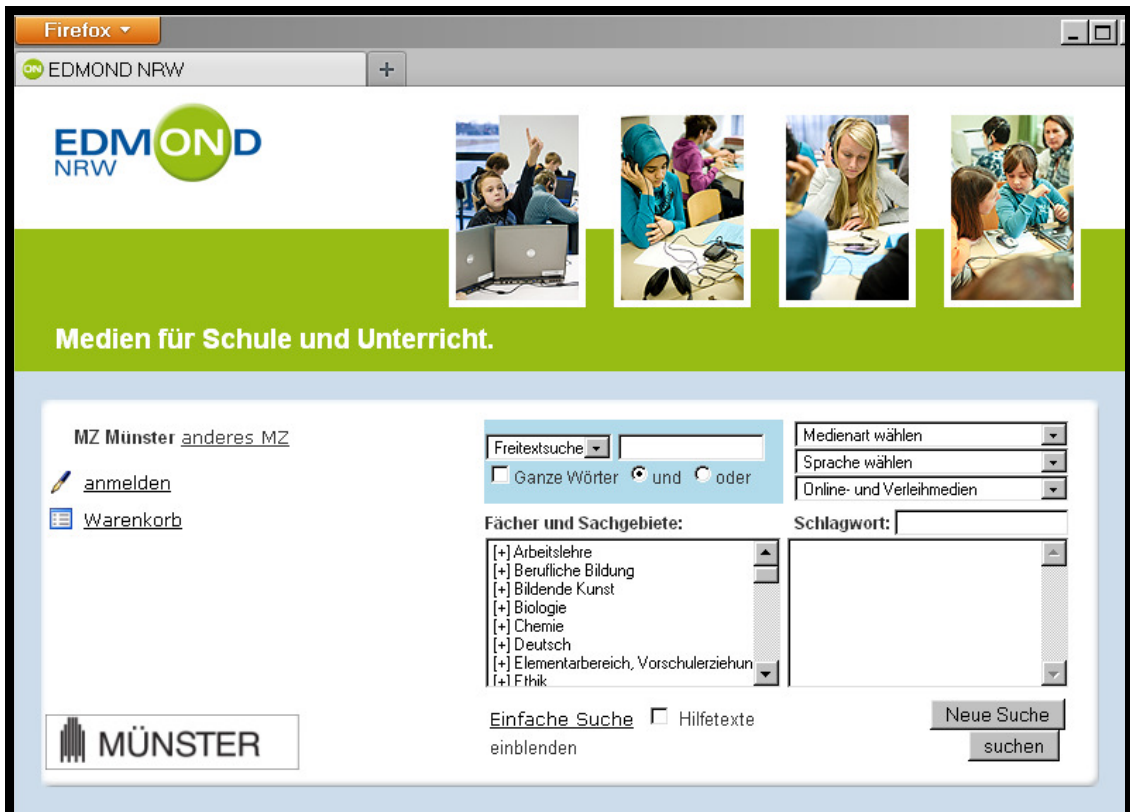 Firefox
EDMOND NRW
EDMOND
NRW
Medien für Schule und Unterricht.
MZ Münster anderes MZ
anmelden
Warenkorb
MÜNSTER
Freitextsuche
Ganze Wörter und oder
Medienart wählen
Sprache wählen
Online- und Verleihmedien
Fächer und Sachgebiete:
[+] Arbeitslehre
[+] Berufliche Bildung
[+] Bildende Kunst
[+] Biologie
[+] Chemie
[+] Deutsch
[+] Elementarbereich, Vorschulerziehun
[+] Ethik
Schlagwort:
Einfache Suche Hilfetexte
einblenden
Neue Suche
suchen